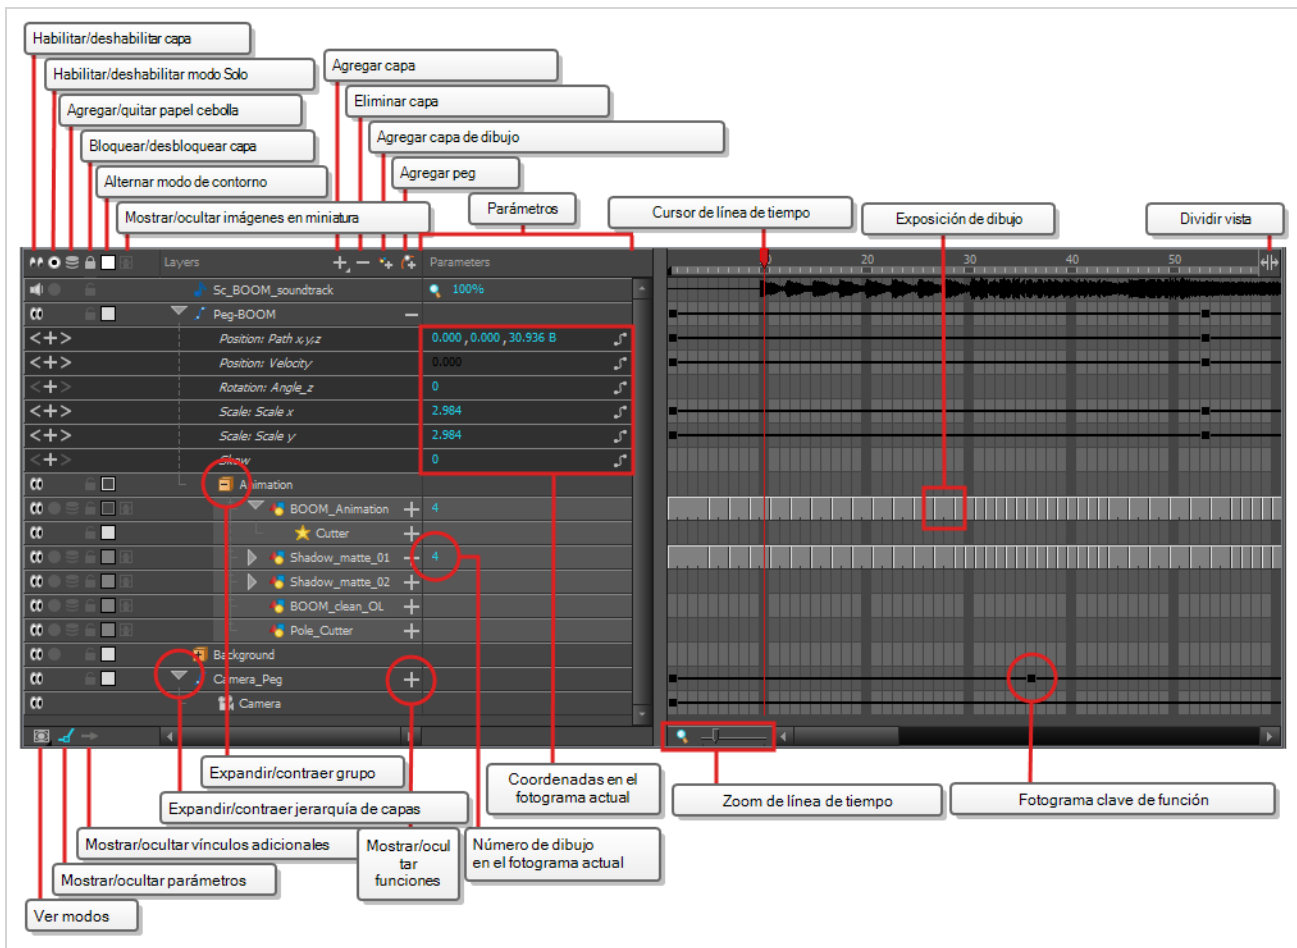 Habilitar/deshabilitar capa
Habilitar/deshabilitar modo Solo
Agregar/quitar papel cebolla
Bloquear/desbloquear capa
Alternar modo de contorno
Mostrar/ocultar imágenes en miniatura
Agregar capa
Eliminar capa
Agregar capa de dibujo
Agregar peg
Parámetros
Cursor de línea de tiempo
Exposición de dibujo
Dividir vista
Layers
Parameters
20
30
40
50
Sc_BOOM_soundtrack
100%
Peg-BOOM
Position: Path x,y,z
0.000 , 0.000 , 30.936 B
Position: Velocity
0.000
Rotation: Angle_z
0
Scale: Scale x
2.984
Scale: Scale y
2.984
Skew
0
Animation
BOOM_Animation
4
Cutter
Shadow_matte_01
4
Shadow_matte_02
BOOM_clean_OL
Pole_Cutter
Background
Camera_Peg
Camera
Expandir/contraer grupo
Expandir/contraer jerarquía de capas
Mostrar/ocultar vínculos adicionales
Mostrar/ocultar parámetros
Ver modos
Mostrar/ocul
tar
funciones
Coordenadas en el
fotograma actual
Número de dibujo
en el fotograma actual
Zoom de línea de tiempo
Fotograma clave de función